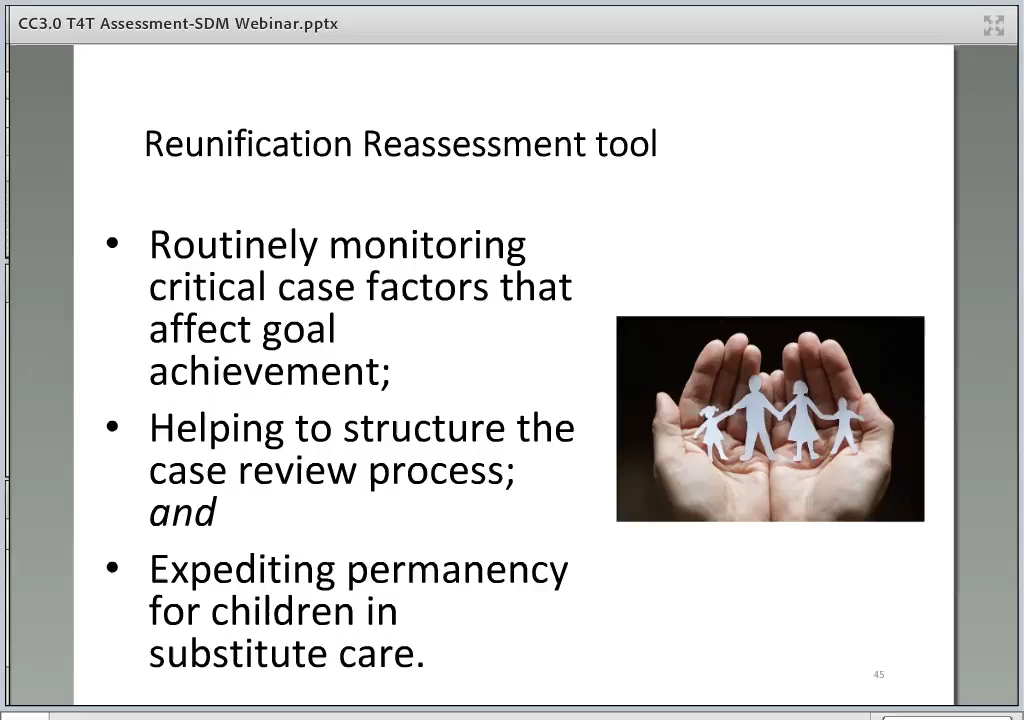 CC3.0 T4T Assessment-SDM Webinar.pptx
Reunification Reassessment tool
• Routinely monitoring
critical case factors that
affect goal
achievement;
• Helping to structure the
case review process;
and
• Expediting permanency
for children in
substitute care.
45